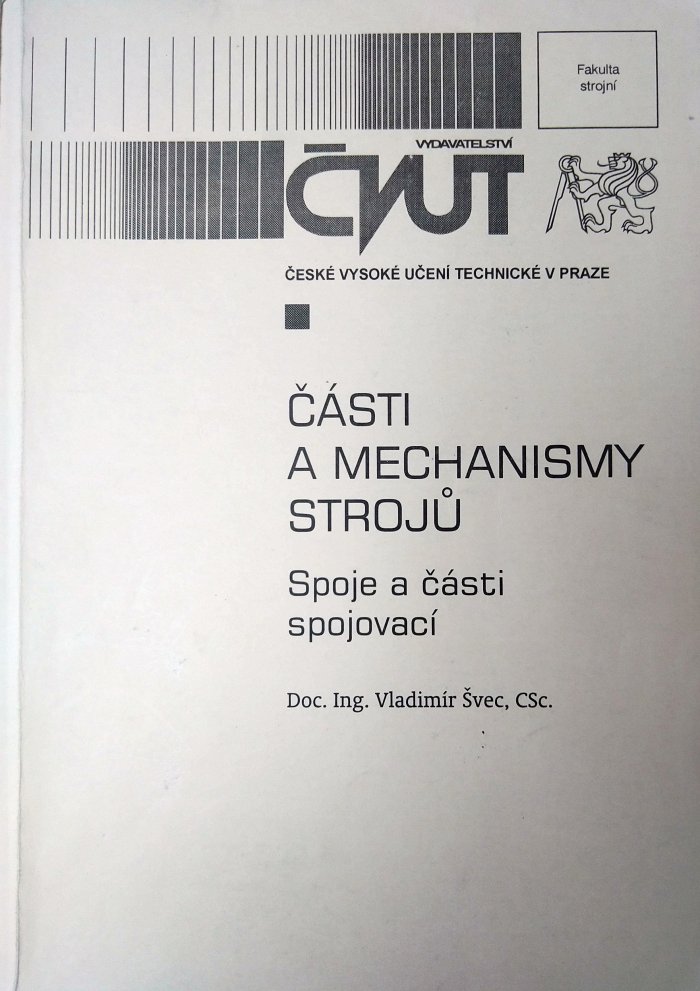 Fakulta
strojní
VYDAVATELSTVÍ
ČVUT
ČESKÉ VYSOKÉ UČENÍ TECHNICKÉ V PRAZE
ČÁSTI
A MECHANISMY
STROJŮ
Spoje a části
spojovací
Doc. Ing. Vladimír Švec, CSc.